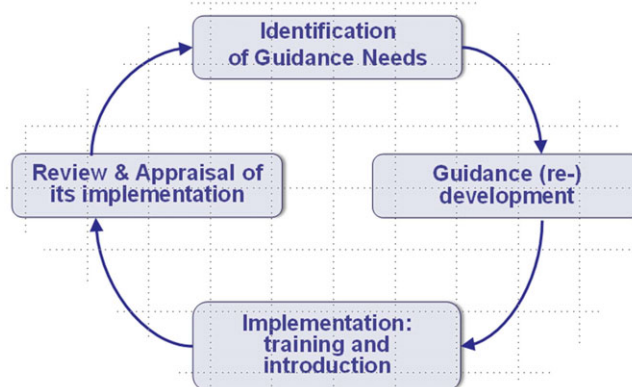 Identification
of Guidance Needs
Review & Appraisal of
its implementation
Guidance (re-)
development
Implementation:
training and
introduction